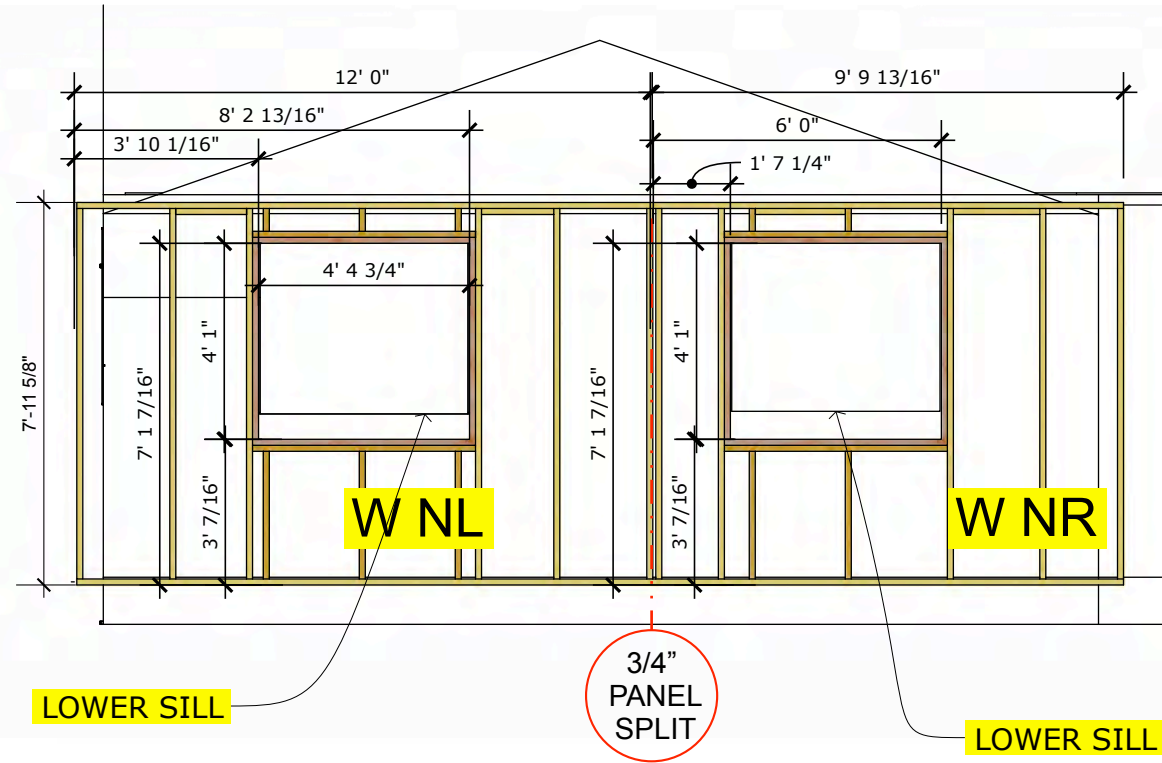 12' 0"
9' 9 13/16"
8' 2 13/16"
6' 0"
3' 10 1/16"
1' 7 1/4"
4' 4 3/4"
7'-11 5/8"
7' 1 7/16"
4' 1"
3' 7/16"
7' 1 7/16"
4' 1"
3' 7/16"
W NL
W NR
3/4”
PANEL
SPLIT
LOWER SILL
LOWER SILL